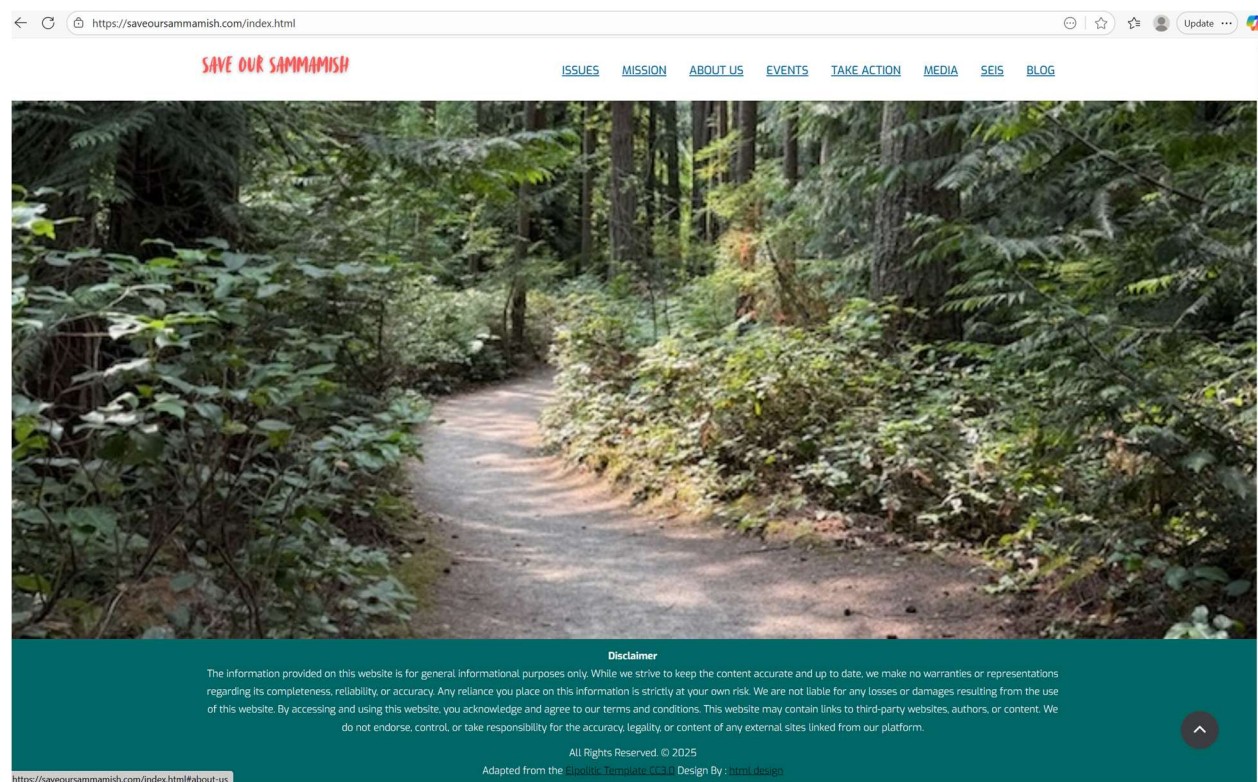 https://saveoursammamish.com/index.html
Update
SAVE OUR SAMMAMISH
ISSUES MISSION ABOUT US EVENTS TAKE ACTION MEDIA SEIS BLOG
Disclaimer
The information provided on this website is for general informational purposes only. While we strive to keep the content accurate and up to date, we make no warranties or representations
regarding its completeness, reliability, or accuracy. Any reliance you place on this information is strictly at your own risk. We are not liable for any losses or damages resulting from the use
of this website. By accessing and using this website, you acknowledge and agree to our terms and conditions. This website may contain links to third-party websites, authors, or content. We
do not endorse, control, or take responsibility for the accuracy, legality, or content of any external sites linked from our platform.
All Rights Reserved. © 2025
Adapted from the Elpolitic Template CC3.0 Design By : html design
https://saveoursammamish.com/index.html#about-us